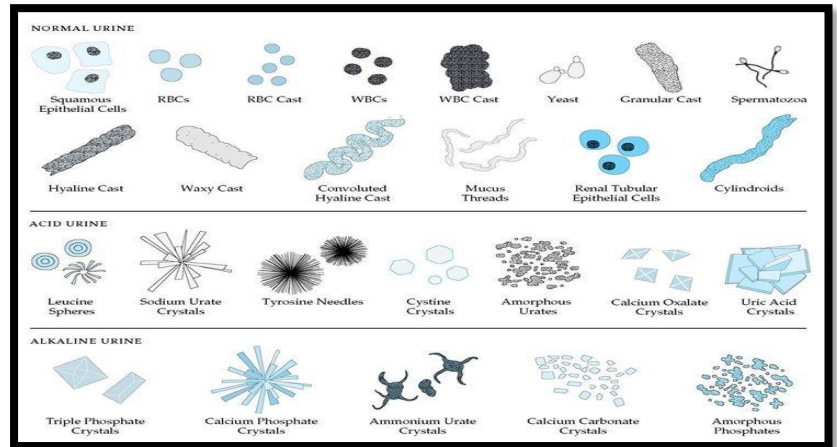 NORMAL URINE
Squamous
Epithelial Cells
RBCs
RBC Cast
WBCs
WBC Cast
Yeast
Granular Cast
Spermatozoa
Hyaline Cast
Waxy Cast
Convoluted
Hyaline Cast
Mucus
Threads
Renal Tubular
Epithelial Cells
Cylindroids
ACID URINE
Leucine
Spheres
Sodium Urate
Crystals
Tyrosine Needles
Cystine
Crystals
Amorphous
Urates
Calcium Oxalate
Crystals
Uric Acid
Crystals
ALKALINE URINE
Triple Phosphate
Crystals
Calcium Phosphate
Crystals
Ammonium Urate
Crystals
Calcium Carbonate
Crystals
Amorphous
Phosphates